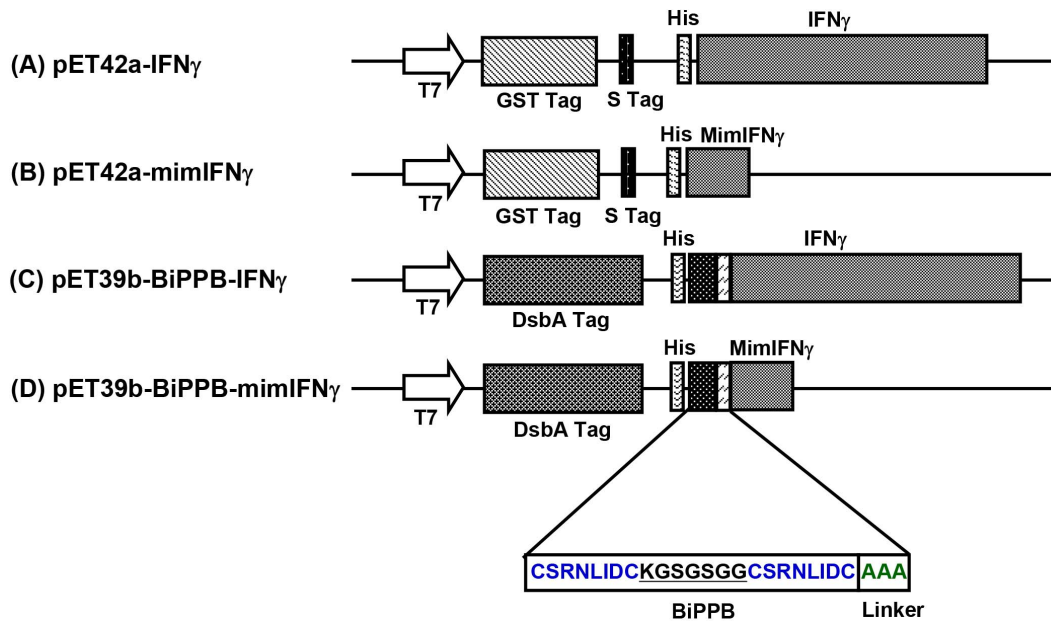 His IFNγ
(A) pET42a-IFNγ
T7 GST Tag S Tag
His MimIFNγ
(B) pET42a-mimIFNγ
T7 GST Tag S Tag
His IFNγ
(C) pET39b-BiPPB-IFNγ
T7 DsbA Tag
His MimIFNγ
(D) pET39b-BiPPB-mimIFNγ
T7 DsbA Tag
CSRNLIDCKGSGSGGCSRNLIDC AAA
BiPPB Linker